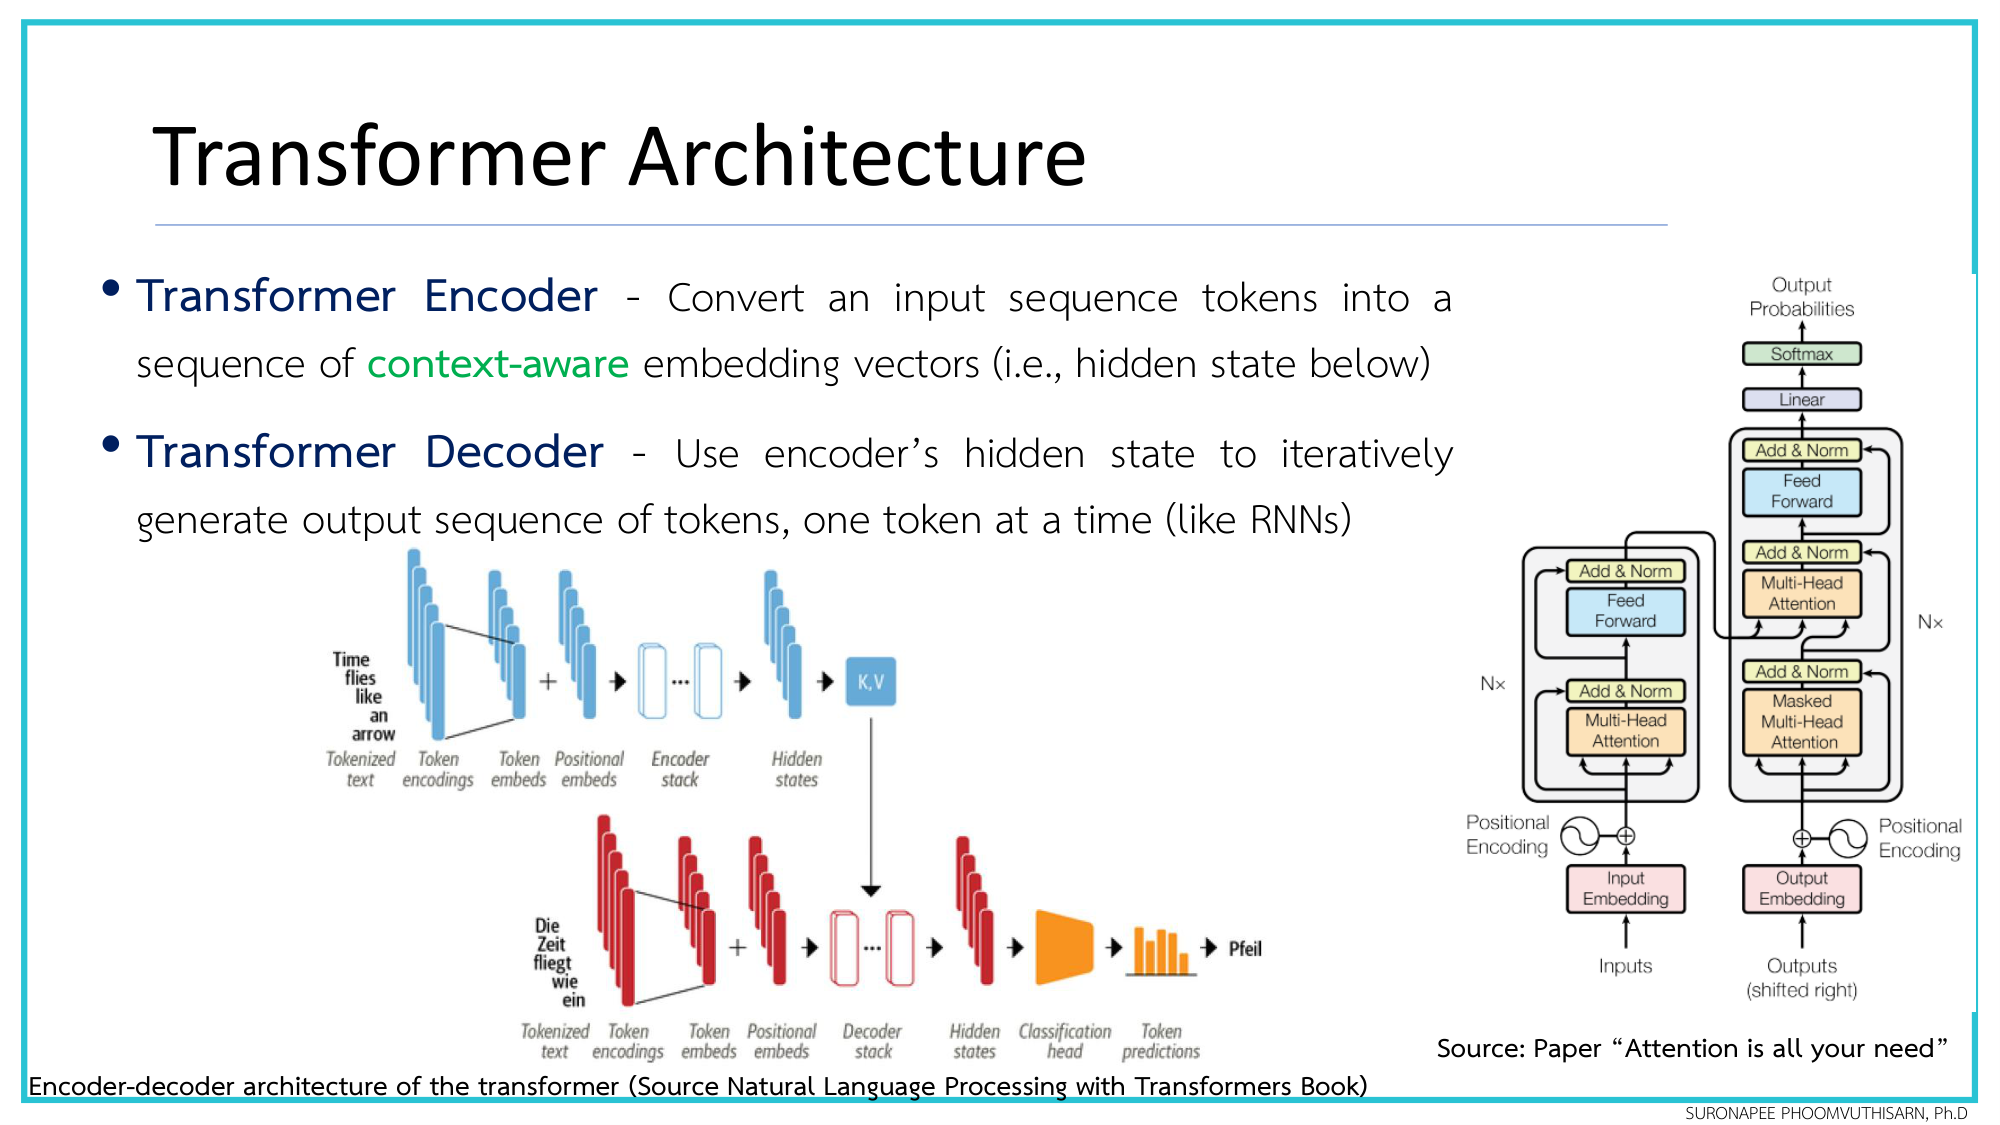 Transformer Architecture
• Transformer Encoder - Convert an input sequence tokens into a
sequence of context-aware embedding vectors (i.e., hidden state below)
• Transformer Decoder - Use encoder's hidden state to iteratively
generate output sequence of tokens, one token at a time (like RNNs)
Time
flies
like
an
arrow
+
...
K,V
Tokenized
text
Token
encodings
Token
embeds
Positional
embeds
Encoder
stack
Hidden
states
Die
Zeit
fliegt
wie
ein
+
...
Pfeil
Tokenized
text
Token
encodings
Token
embeds
Positional
embeds
Decoder
stack
Hidden
states
Classification
head
Token
predictions
Encoder-decoder architecture of the transformer (Source Natural Language Processing with Transformers Book)
Output
Probabilities
Softmax
Linear
Add & Norm
Feed
Forward
Add & Norm
Multi-Head
Attention
Nx
Add & Norm
Masked
Multi-Head
Attention
Add & Norm
Feed
Forward
Nx
Add & Norm
Multi-Head
Attention
Positional
Encoding
Positional
Encoding
Input
Embedding
Output
Embedding
Inputs
Outputs
(shifted right)
Source: Paper “Attention is all your need”
SURONAPEE PHOOMVUTHISARN, Ph.D